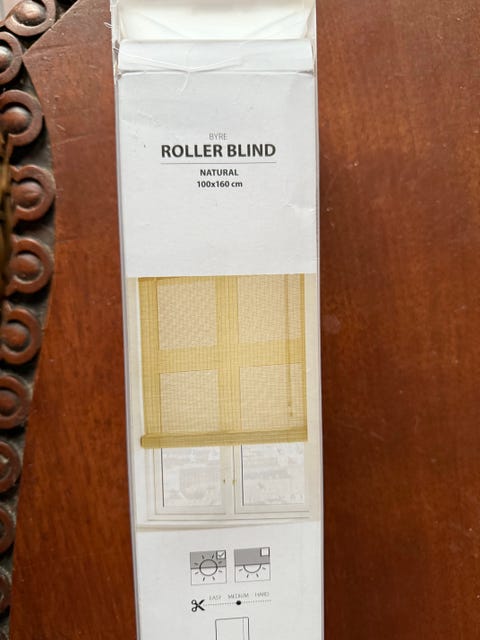 BYRE
ROLLER BLIND
NATURAL
100x160 cm
EASY MEDIUM HARD